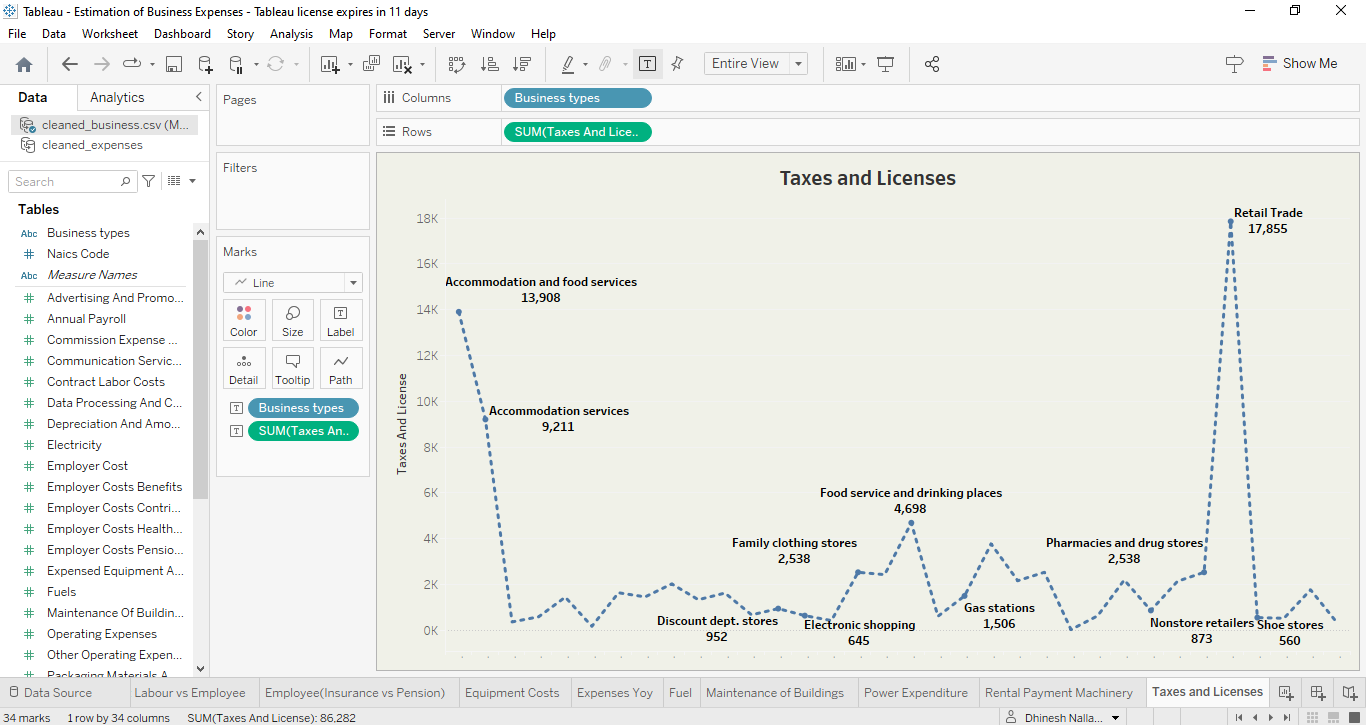 Tableau - Estimation of Business Expenses - Tableau license expires in 11 days
File Data Worksheet Dashboard Story Analysis Map Format Server Window Help
Entire View
Show Me
Data Analytics
cleaned_business.csv (M...
cleaned_expenses
Search
Tables
Abc Business types
# Naics Code
Abc Measure Names
# Advertising And Promo...
# Annual Payroll
# Commission Expense ...
# Communication Servic...
# Contract Labor Costs
# Data Processing And C...
# Depreciation And Amo...
# Electricity
# Employer Cost
# Employer Costs Benefits
# Employer Costs Contri...
# Employer Costs Health...
# Employer Costs Pensio...
# Expensed Equipment A...
# Fuels
# Maintenance Of Buildin...
# Operating Expenses
# Other Operating Expen...
# Packaging Materials A...
Pages
Filters
Marks
Line
Color Size Label
Detail Tooltip Path
Business types
SUM(Taxes An..
Columns Business types
Rows SUM(Taxes And Lice..
Taxes and Licenses
Taxes And License
18K
16K
14K
12K
10K
8K
6K
4K
2K
0K
Accommodation and food services
13,908
Accommodation services
9,211
Discount dept. stores
952
Family clothing stores
2,538
Electronic shopping
645
Food service and drinking places
4,698
Gas stations
1,506
Pharmacies and drug stores
2,538
Nonstore retailers
873
Retail Trade
17,855
Shoe stores
560
Data Source Labour vs Employee Employee(Insurance vs Pension) Equipment Costs Expenses Yoy Fuel Maintenance of Buildings Power Expenditure Rental Payment Machinery Taxes and Licenses
34 marks 1 row by 34 columns SUM(Taxes And License): 86,282 Dhinesh Nalla...